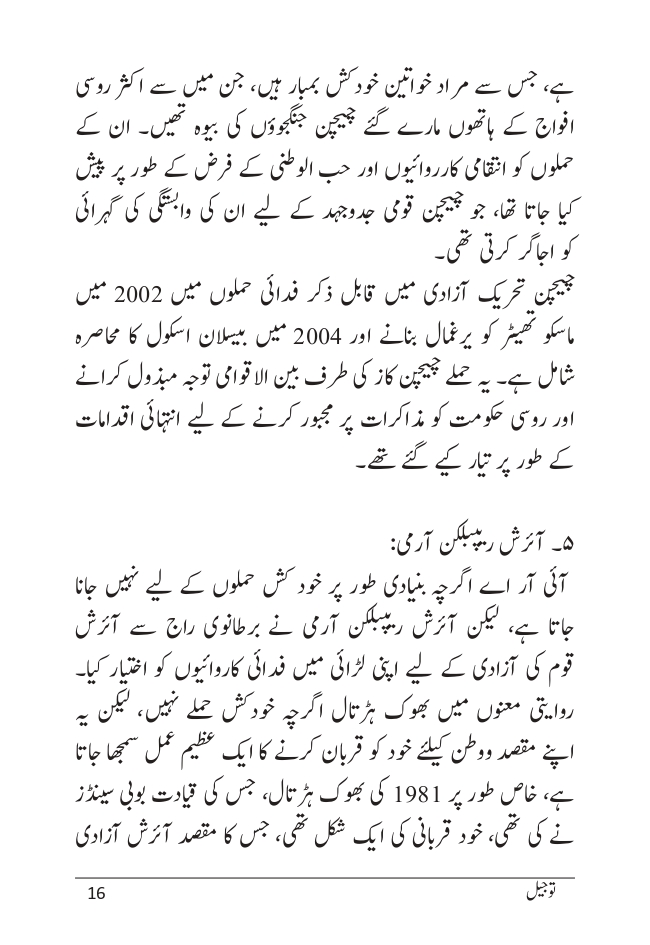 ہے، جس سے مراد خواتین خودکش بمبار ہیں، جن میں سے اکثر روسی
افواج کے ہاتھوں مارے گئے چیچن جنگجوؤں کی بیوہ تھیں۔ ان کے
حملوں کو انتقامی کارروائیوں اور حب الوطنی کے فرض کے طور پر پیش
کیا جاتا تھا، جو چیچن قومی جدوجہد کے لیے ان کی وابستگی کی گہرائی
کو اجاگر کرتی تھی۔
چیچن تحریک آزادی میں قابل ذکر فدائی حملوں میں 2002 میں
ماسکو تھیٹر کو یرغمال بنانے اور 2004 میں بیسلان اسکول کا محاصرہ
شامل ہے۔ یہ حملے چیچن کاز کی طرف بین الاقوامی توجہ مبذول کرانے
اور روسی حکومت کو مذاکرات پر مجبور کرنے کے لیے انتہائی اقدامات
کے طور پر تیار کیے گئے تھے۔
۵۔ آئرش ریپبلکن آرمی:
آئی آر اے اگرچہ بنیادی طور پر خود کش حملوں کے لیے نہیں جانا
جاتا ہے، لیکن آئرش ریپبلکن آرمی نے برطانوی راج سے آئرش
قوم کی آزادی کے لیے اپنی لڑائی میں فدائی کاروائیوں کو اختیار کیا۔
روایتی معنوں میں بھوک ہڑتال اگرچہ خودکش حملے نہیں، لیکن یہ
اپنے مقصد ووطن کیلئے خود کو قربان کرنے کا ایک عظیم عمل سمجھا جاتا
ہے، خاص طور پر 1981 کی بھوک ہڑتال، جس کی قیادت بوبی سینڈز
نے کی تھی، خود قربانی کی ایک شکل تھی، جس کا مقصد آئرش آزادی
توجیل 16